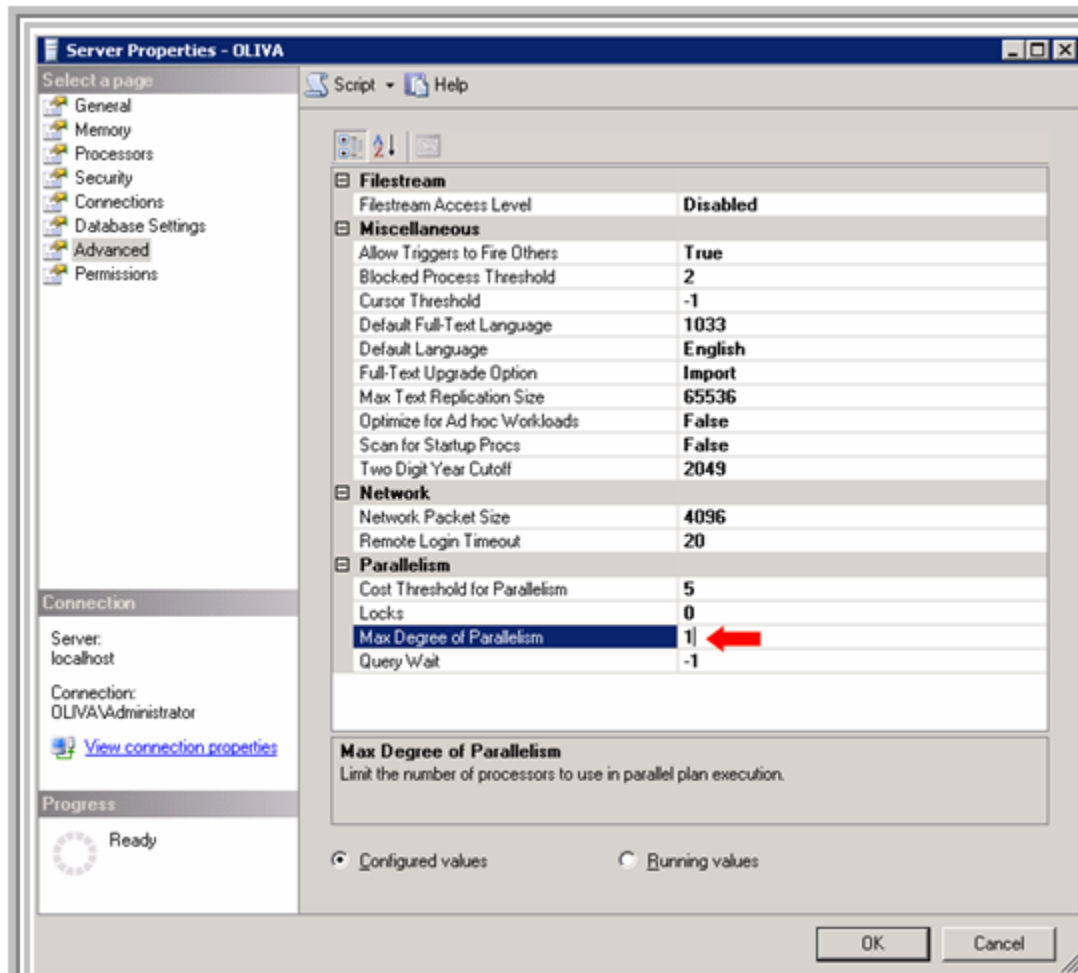 Server Properties - OLIVA
Select a page
General
Memory
Processors
Security
Connections
Database Settings
Advanced
Permissions
Connection
Server:
localhost
Connection:
OLIVA\Administrator
View connection properties
Progress
Ready
Script Help
Filestream
Filestream Access Level Disabled
Miscellaneous
Allow Triggers to Fire Others True
Blocked Process Threshold 2
Cursor Threshold -1
Default Full-Text Language 1033
Default Language English
Full-Text Upgrade Option Import
Max Text Replication Size 65536
Optimize for Ad hoc Workloads False
Scan for Startup Procs False
Two Digit Year Cutoff 2049
Network
Network Packet Size 4096
Remote Login Timeout 20
Parallelism
Cost Threshold for Parallelism 5
Locks 0
Max Degree of Parallelism 1
Query Wait -1
Max Degree of Parallelism
Limit the number of processors to use in parallel plan execution.
Configured values Running values
OK Cancel